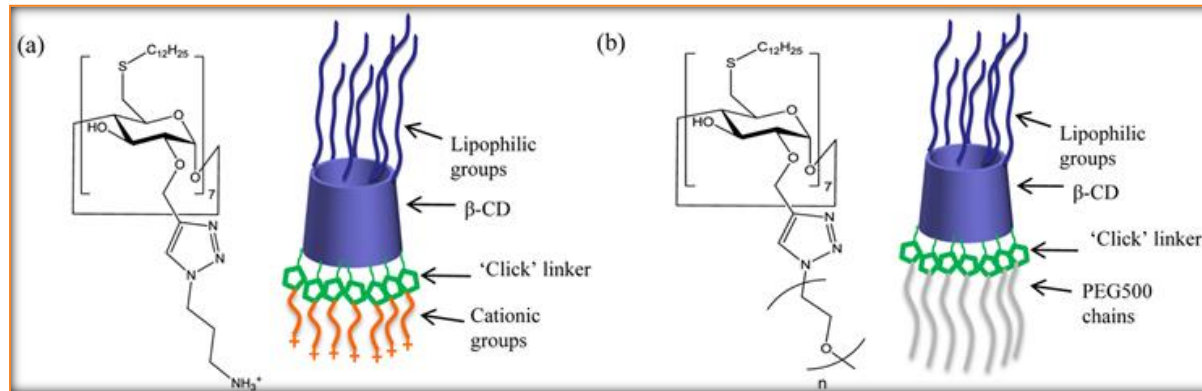 (a)
S
C₁₂H₂₅
O
HO
O
O
7
N
N
N
NH₃⁺
Lipophilic
groups
β-CD
'Click' linker
Cationic
groups
+ + + + + + +
(b)
S
C₁₂H₂₅
O
HO
O
O
7
N
N
N
O
n
Lipophilic
groups
β-CD
'Click' linker
PEG500
chains